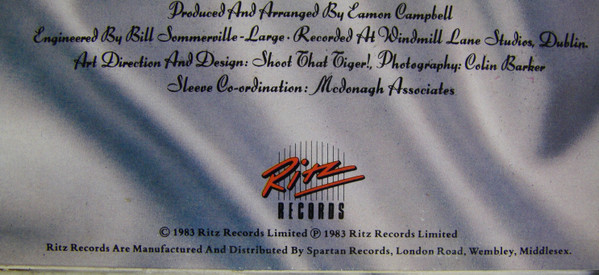 Produced And Arranged By Eamon Campbell
Engineered By Bill Sommerville-Large · Recorded At Windmill Lane Studios, Dublin.
Art Direction And Design: Shoot That Tiger!, Photography: Colin Barker
Sleeve Co-ordination: Mcdonagh Associates
Ritz
RECORDS
© 1983 Ritz Records Limited ℗ 1983 Ritz Records Limited
Ritz Records Are Manufactured And Distributed By Spartan Records, London Road, Wembley, Middlesex.